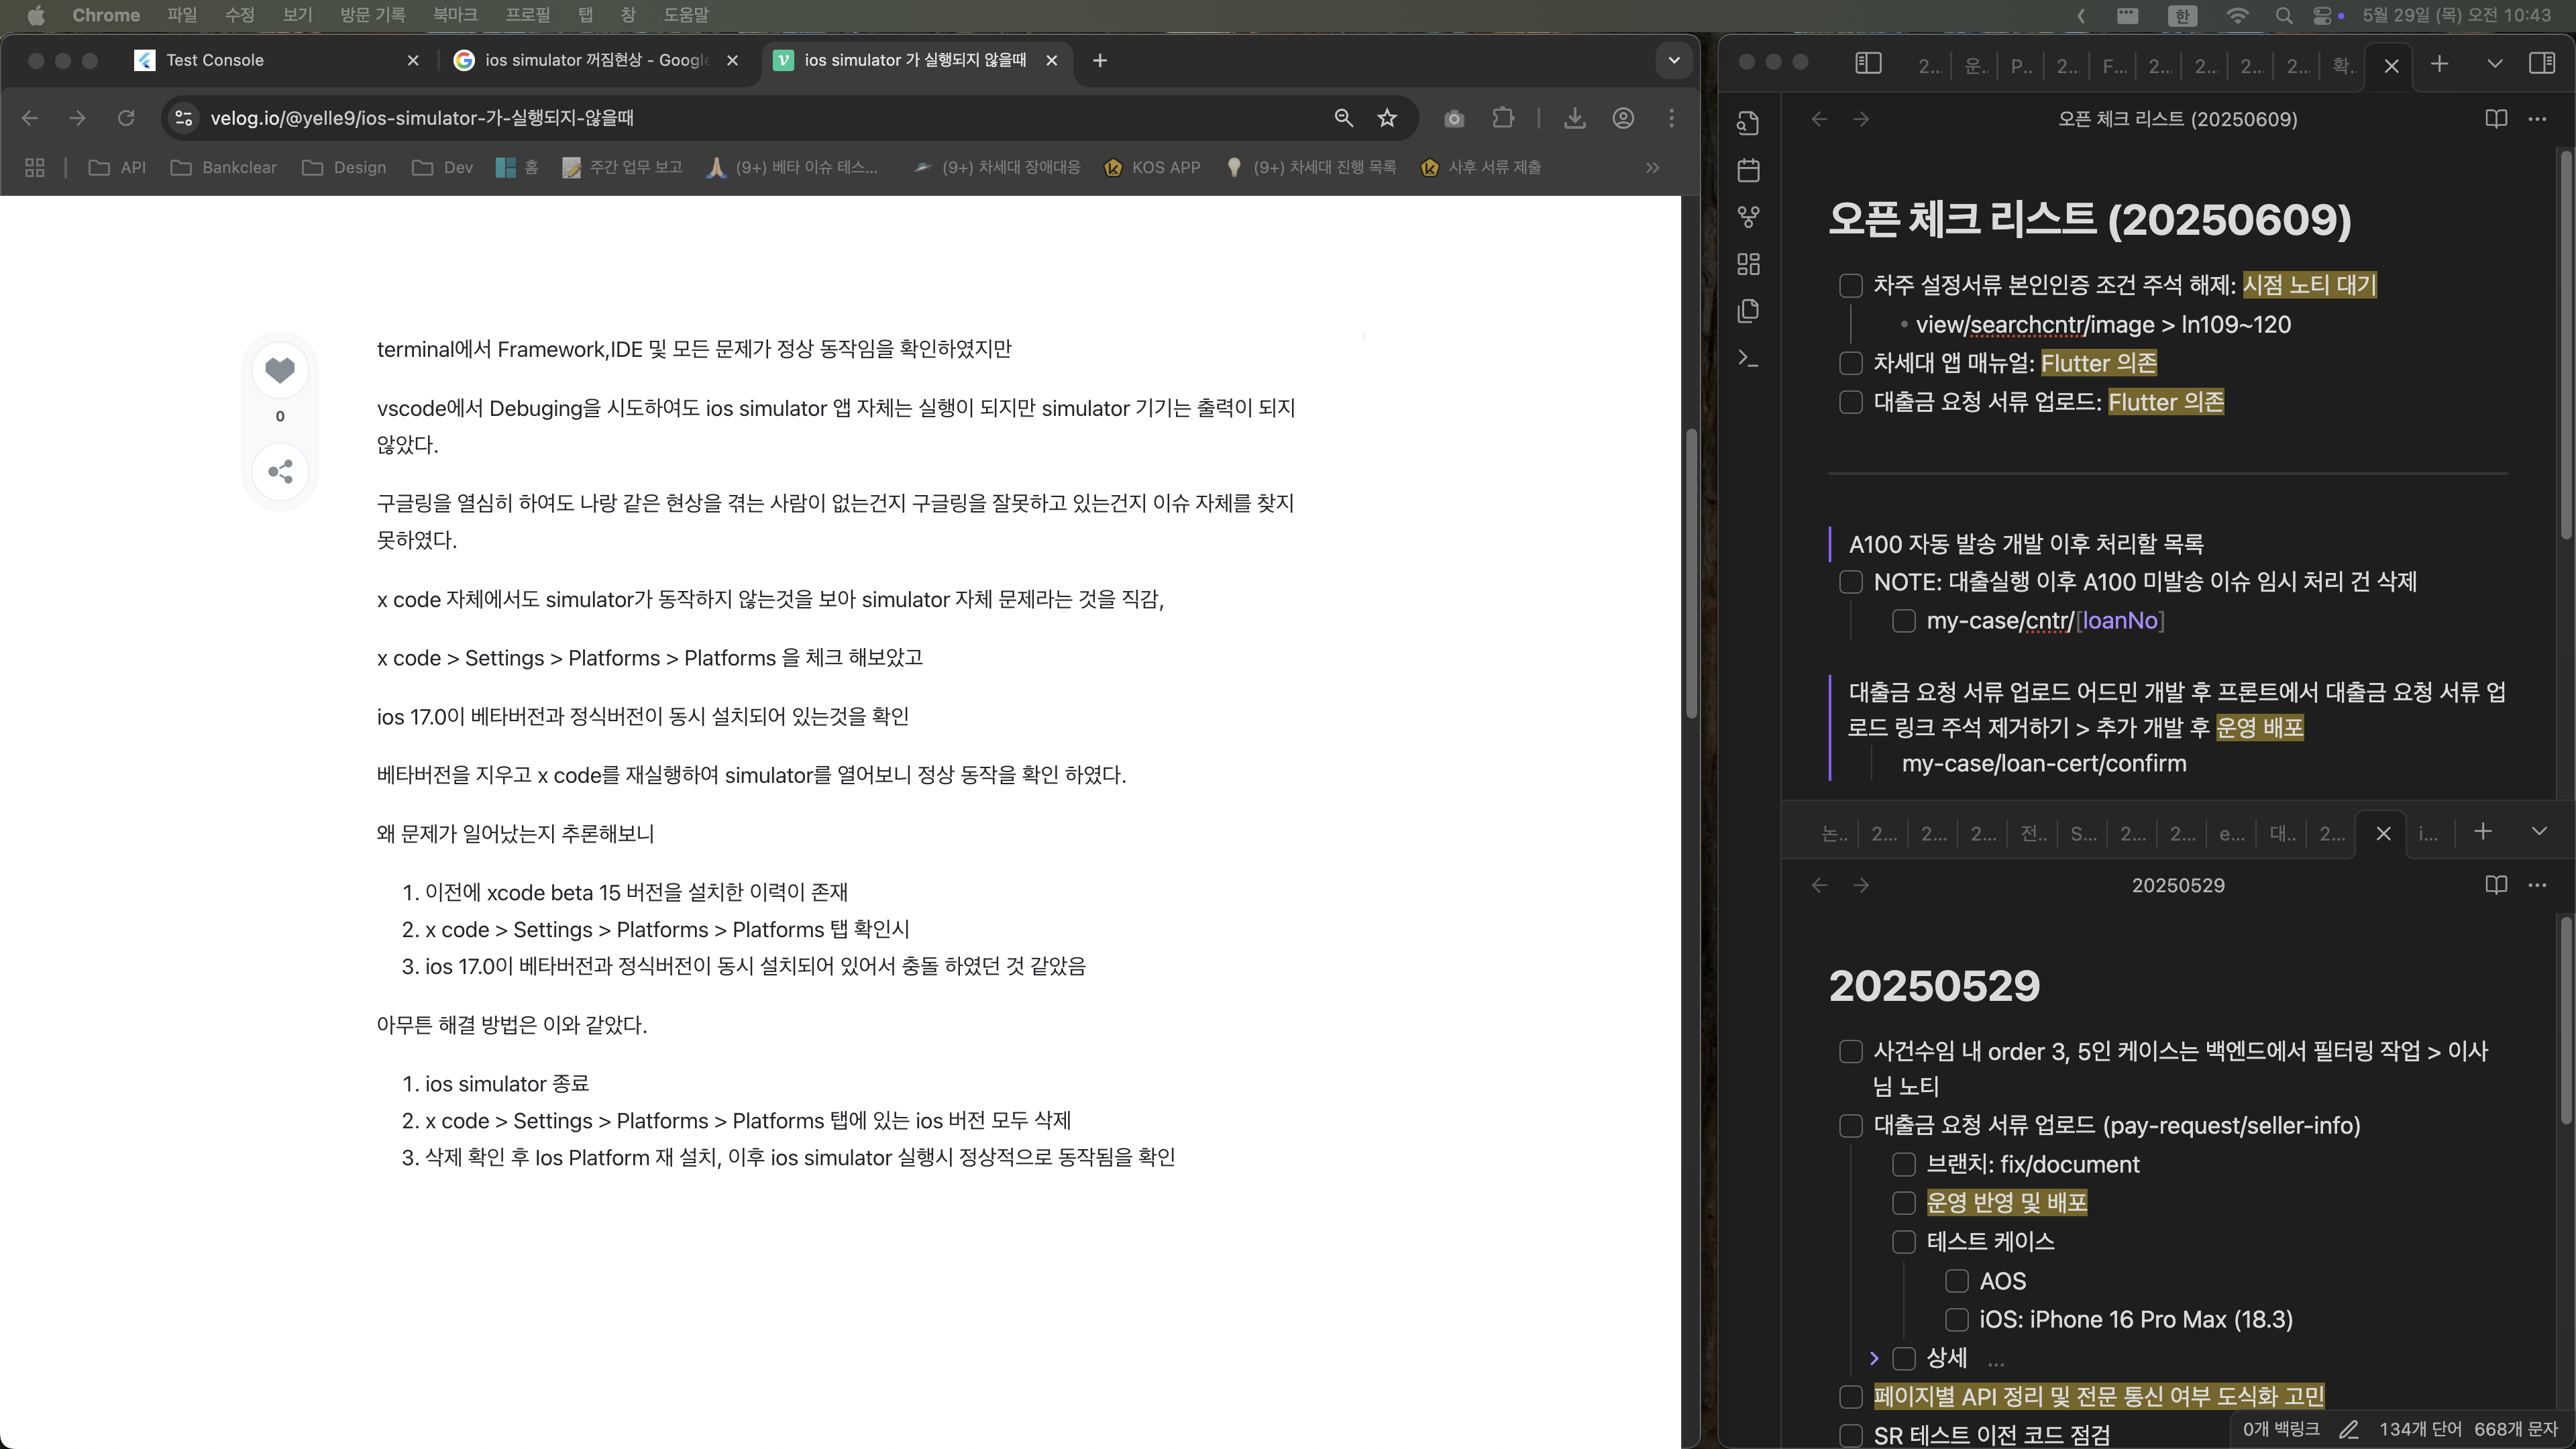 Chrome 파일 수정 보기 방문 기록 북마크 프로필 탭 창 도움말
한 5월 29일 (목) 오전 10:43
Test Console
ios simulator 꺼짐현상 - Google
ios simulator 가 실행되지 않을때
velog.io/@yelle9/ios-simulator-가-실행되지-않을때
API Bankclear Design Dev 홈 주간 업무 보고 (9+) 베타 이슈 테스... (9+) 차세대 장애대응 KOS APP (9+) 차세대 진행 목록 사후 서류 제출
0
terminal에서 Framework,IDE 및 모든 문제가 정상 동작임을 확인하였지만
vscode에서 Debuging을 시도하여도 ios simulator 앱 자체는 실행이 되지만 simulator 기기는 출력이 되지
않았다.
구글링을 열심히 하여도 나랑 같은 현상을 겪는 사람이 없는건지 구글링을 잘못하고 있는건지 이슈 자체를 찾지
못하였다.
x code 자체에서도 simulator가 동작하지 않는것을 보아 simulator 자체 문제라는 것을 직감,
x code > Settings > Platforms > Platforms 을 체크 해보았고
ios 17.0이 베타버전과 정식버전이 동시 설치되어 있는것을 확인
베타버전을 지우고 x code를 재실행하여 simulator를 열어보니 정상 동작을 확인 하였다.
왜 문제가 일어났는지 추론해보니
1. 이전에 xcode beta 15 버전을 설치한 이력이 존재
2. x code > Settings > Platforms > Platforms 탭 확인시
3. ios 17.0이 베타버전과 정식버전이 동시 설치되어 있어서 충돌 하였던 것 같았음
아무튼 해결 방법은 이와 같았다.
1. ios simulator 종료
2. x code > Settings > Platforms > Platforms 탭에 있는 ios 버전 모두 삭제
3. 삭제 확인 후 Ios Platform 재 설치, 이후 ios simulator 실행시 정상적으로 동작됨을 확인
2... 운.. P... 2... F... 2... 2... 2... 2... 확..
오픈 체크 리스트 (20250609)
오픈 체크 리스트 (20250609)
차주 설정서류 본인인증 조건 주석 해제: 시점 노티 대기
• view/searchcntr/image > ln109~120
차세대 앱 매뉴얼: Flutter 의존
대출금 요청 서류 업로드: Flutter 의존
A100 자동 발송 개발 이후 처리할 목록
NOTE: 대출실행 이후 A100 미발송 이슈 임시 처리 건 삭제
my-case/cntr/[loanNo]
대출금 요청 서류 업로드 어드민 개발 후 프론트에서 대출금 요청 서류 업
로드 링크 주석 제거하기 > 추가 개발 후 운영 배포
my-case/loan-cert/confirm
논.. 2... 2... 2... 전.. S... 2... 2... e... 대.. 2... i...
20250529
20250529
사건수임 내 order 3, 5인 케이스는 백엔드에서 필터링 작업 > 이사
님 노티
대출금 요청 서류 업로드 (pay-request/seller-info)
브랜치: fix/document
운영 반영 및 배포
테스트 케이스
AOS
iOS: iPhone 16 Pro Max (18.3)
상세 ...
페이지별 API 정리 및 전문 통신 여부 도식화 고민
SR 테스트 이전 코드 점검
0개 백링크 134개 단어 668개 문자